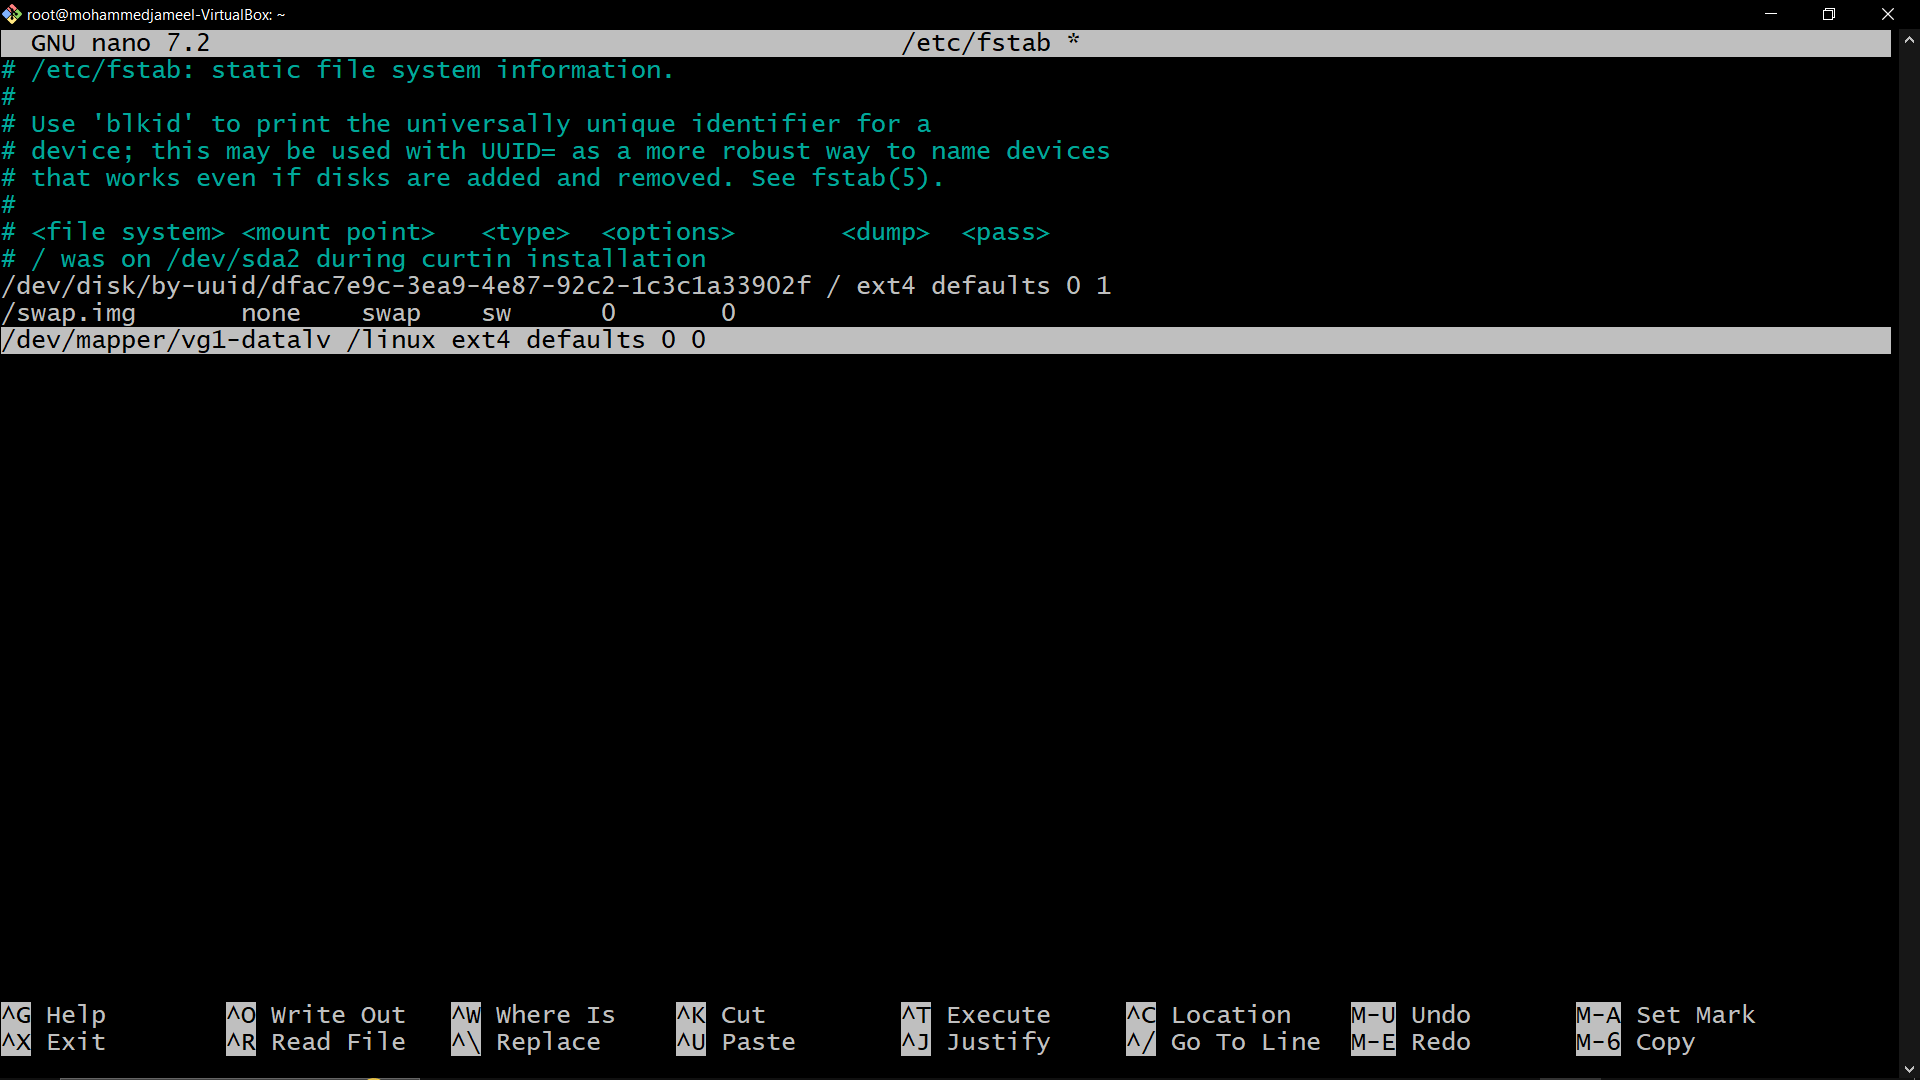 root@mohammedjameel-VirtualBox: ~
GNU nano 7.2 /etc/fstab *
# /etc/fstab: static file system information.
#
# Use 'blkid' to print the universally unique identifier for a
# device; this may be used with UUID= as a more robust way to name devices
# that works even if disks are added and removed. See fstab(5).
#
# <file system> <mount point>   <type>  <options>       <dump>  <pass>
# / was on /dev/sda2 during curtin installation
/dev/disk/by-uuid/dfac7e9c-3ea9-4e87-92c2-1c3c1a33902f / ext4 defaults 0 1
/swap.img       none    swap    sw      0       0
/dev/mapper/vg1-datalv /linux ext4 defaults 0 0
^G Help ^O Write Out ^W Where Is ^K Cut ^T Execute ^C Location M-U Undo M-A Set Mark
^X Exit ^R Read File ^\ Replace ^U Paste ^J Justify ^/ Go To Line M-E Redo M-6 Copy